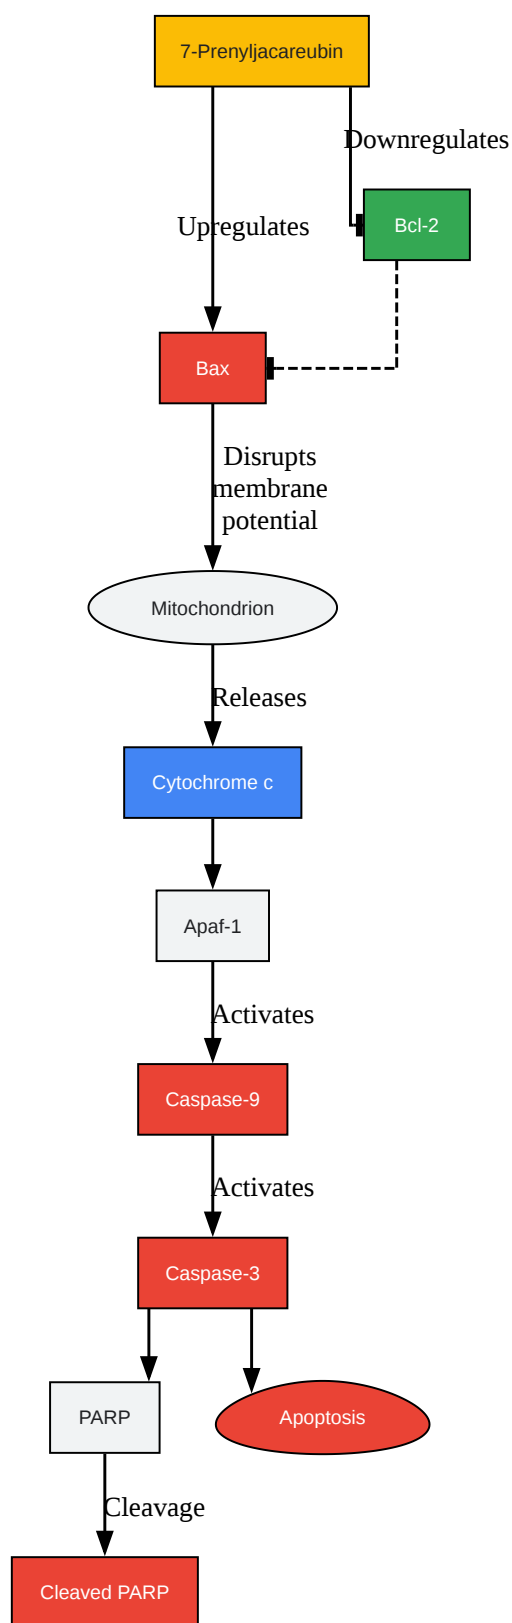 7-Prenyljacareubin
Downregulates
Upregulates
Bcl-2
Bax
Disrupts
membrane
potential
Mitochondrion
Releases
Cytochrome c
Apaf-1
Activates
Caspase-9
Activates
Caspase-3
PARP
Apoptosis
Cleavage
Cleaved PARP